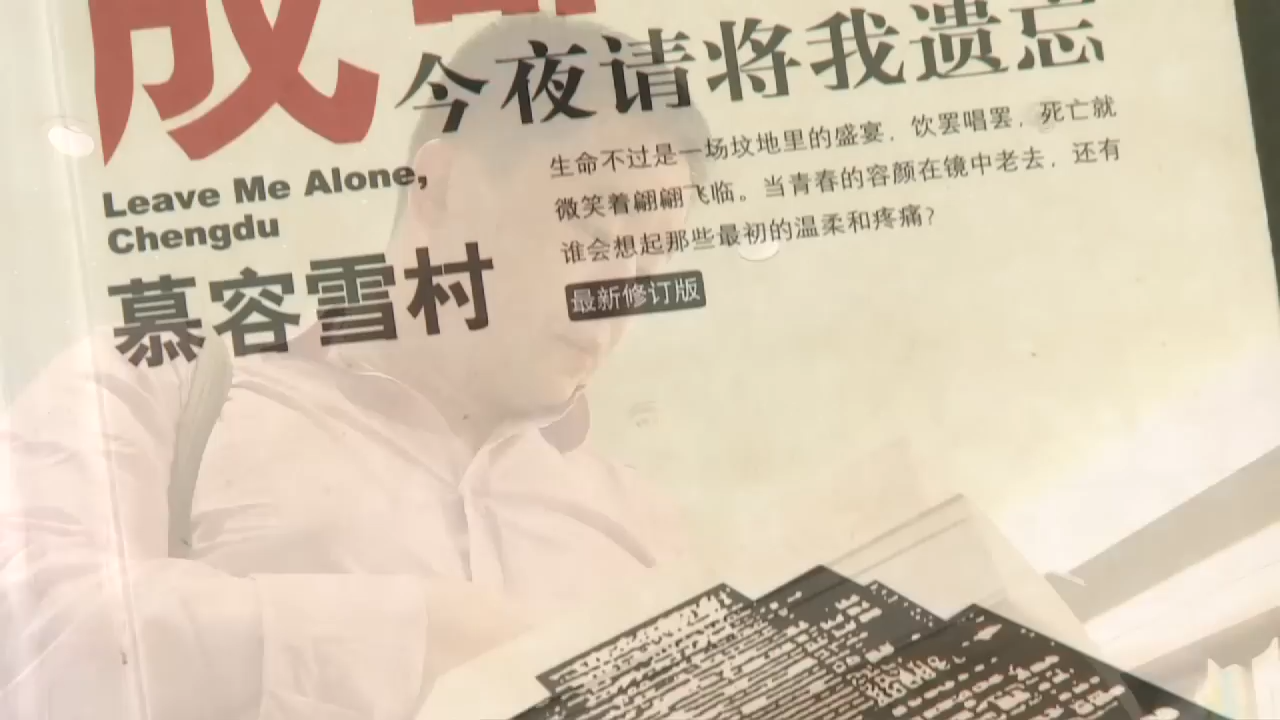 成都
今夜请将我遗忘
生命不过是一场坟地里的盛宴，饮罢唱罢，死亡就
微笑着翩翩飞临。当青春的容颜在镜中老去，还有
谁会想起那些最初的温柔和疼痛？
最新修订版
Leave Me Alone,
Chengdu
慕容雪村